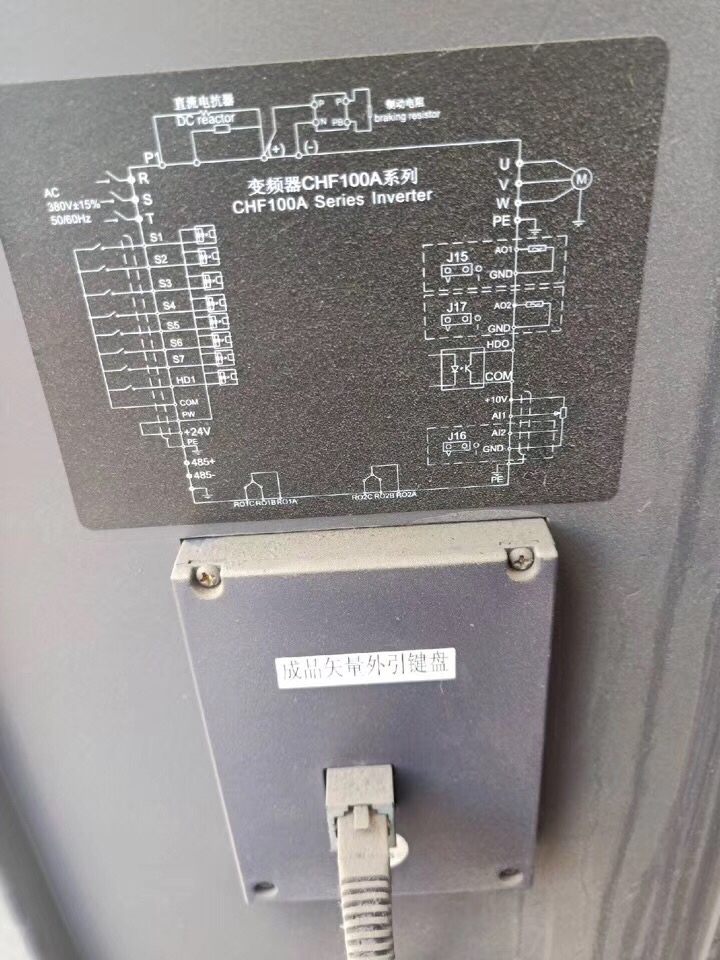 直流电抗器
DC reactor
P
N
P
PB
制动电阻
braking resistor
P1
(+)
(-)
AC
380V±15%
50/60Hz
R
S
T
变频器CHF100A系列
CHF100A Series Inverter
U
V
W
PE
M
S1
S2
S3
S4
S5
S6
S7
HD1
COM
PW
+24V
PE
485+
485-
J15
AO1
GND
J17
AO2
GND
HDO
COM
+10V
AI1
J16
AI2
GND
PE
RO1C RO1B RO1A
RO2C RO2B RO2A
成品矢量外引键盘